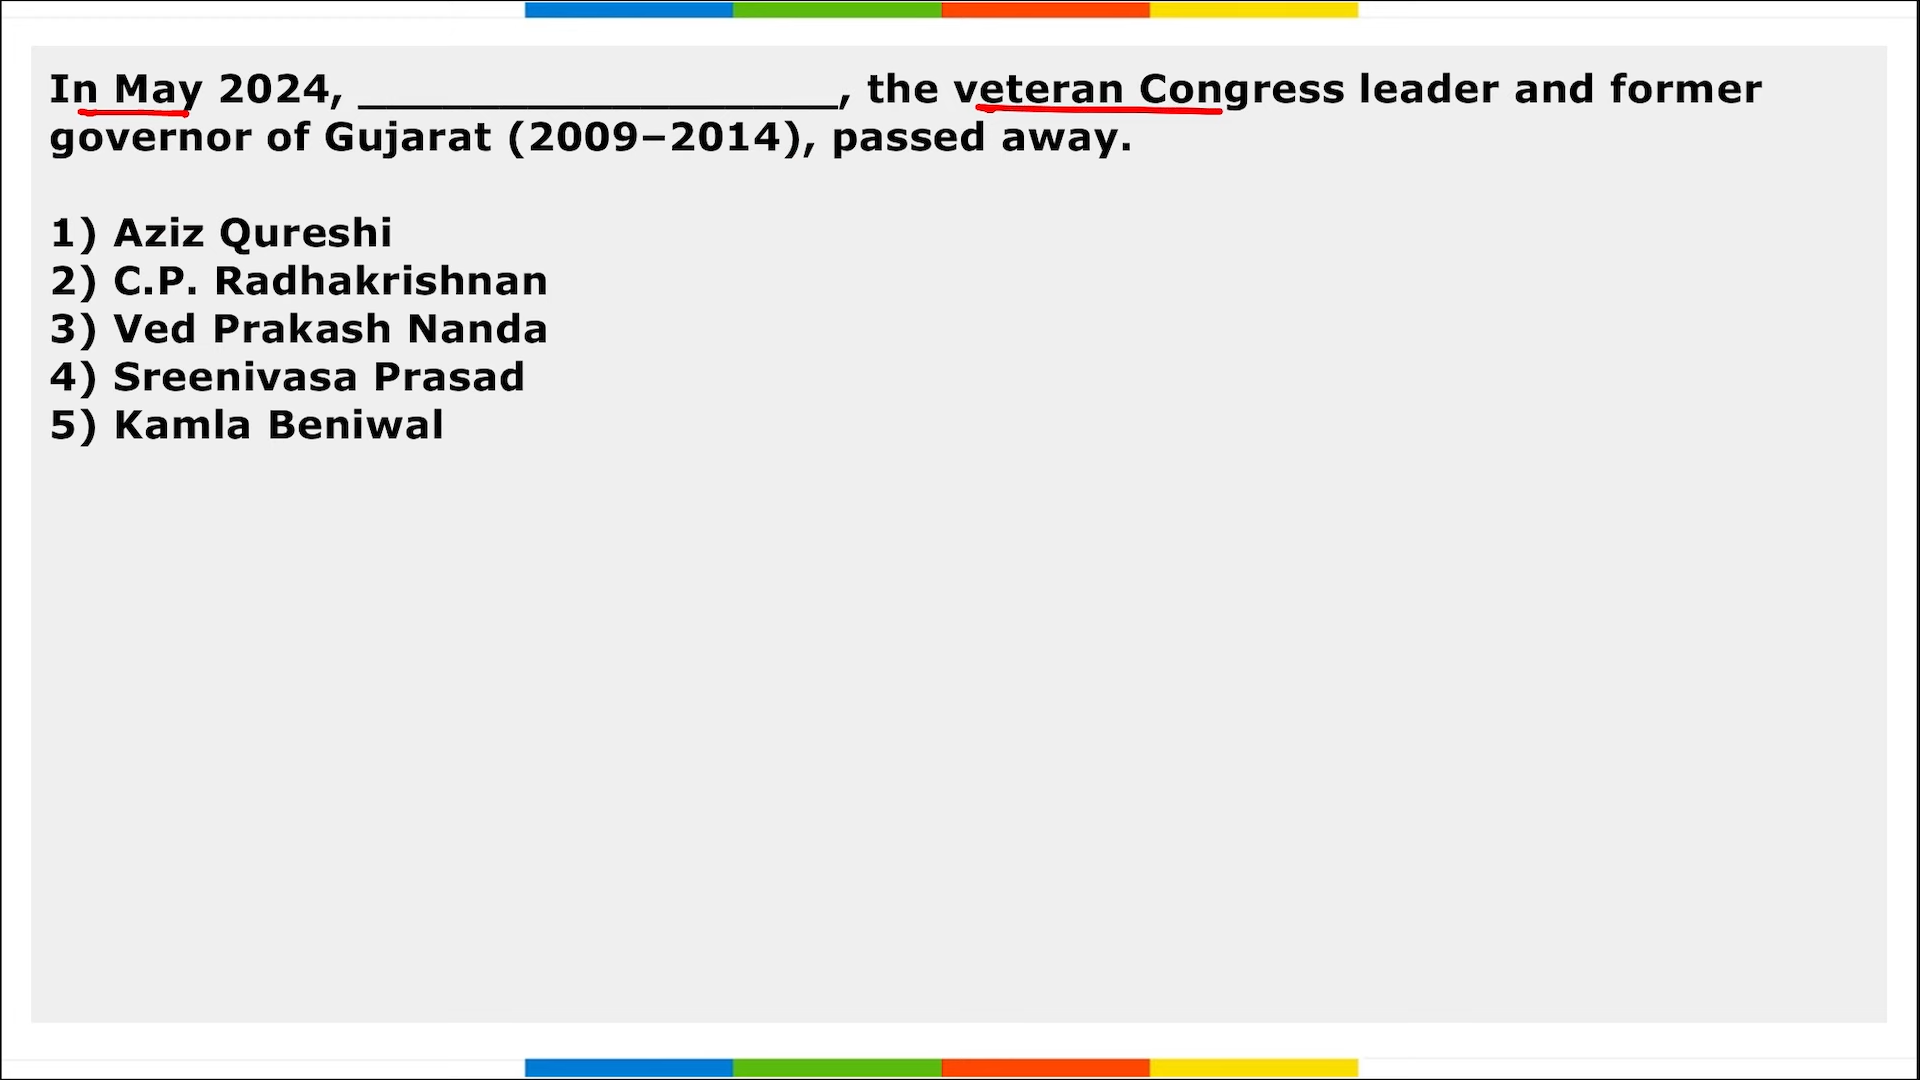 In May 2024, ____________________, the veteran Congress leader and former
governor of Gujarat (2009–2014), passed away.
1) Aziz Qureshi
2) C.P. Radhakrishnan
3) Ved Prakash Nanda
4) Sreenivasa Prasad
5) Kamla Beniwal